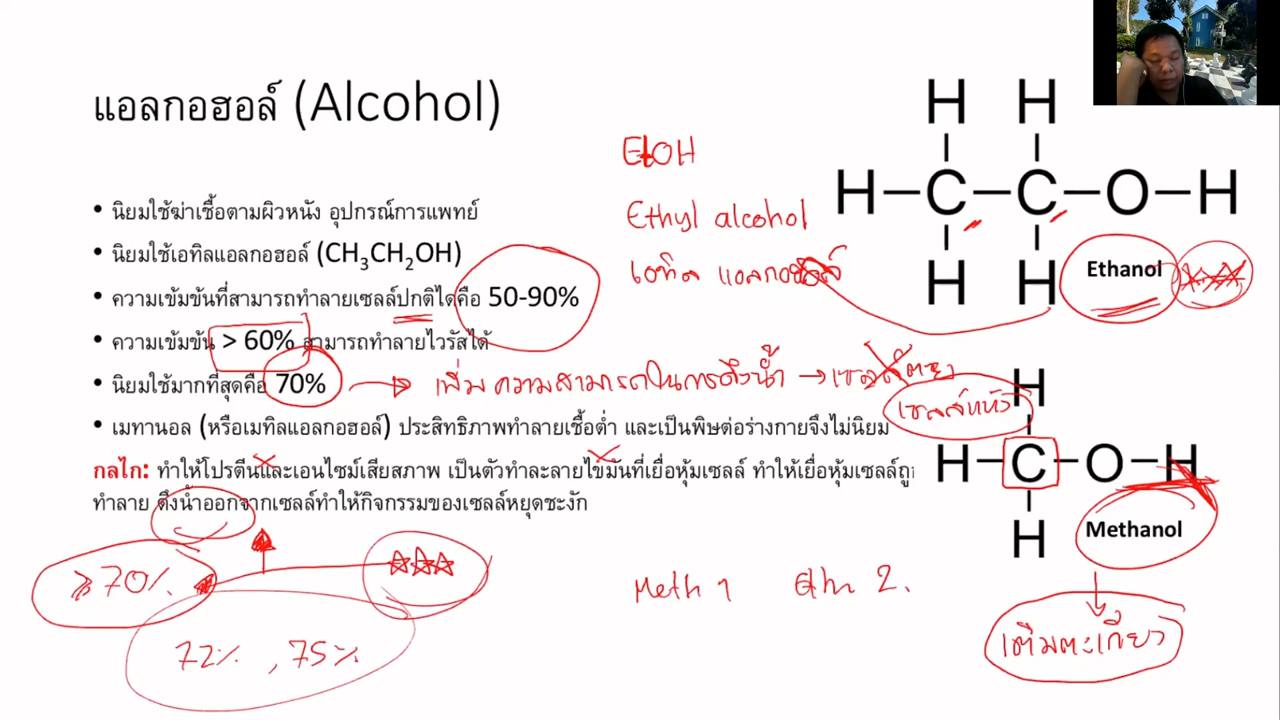 แอลกอฮอล์ (Alcohol)
• นิยมใช้ฆ่าเชื้อตามผิวหนัง อุปกรณ์การแพทย์
• นิยมใช้เอทิลแอลกอฮอล์ (CH₃CH₂OH)
• ความเข้มข้นที่สามารถทำลายเซลล์ปกติได้คือ 50-90%
• ความเข้มข้น > 60% สามารถทำลายไวรัสได้
• นิยมใช้มากที่สุดคือ 70%
เพิ่มความสามารถในการดึงน้ำ → เซลล์ตาย
เซลล์แห้ง
• เมทานอล (หรือเมทิลแอลกอฮอล์) ประสิทธิภาพทำลายเชื้อต่ำ และเป็นพิษต่อร่างกายจึงไม่นิยม
กลไก: ทำให้โปรตีนและเอนไซม์เสียสภาพ เป็นตัวทำละลายไขมันที่เยื่อหุ้มเซลล์ ทำให้เยื่อหุ้มเซลล์ถูก
ทำลาย ดึงน้ำออกจากเซลล์ทำให้กิจกรรมของเซลล์หยุดชะงัก
≥70%
72% , 75%
EtOH
Ethyl alcohol
เอทิล แอลกอฮอล์
H H
H C C O H
H H
Ethanol
H
H C O H
H
Methanol
Meth 1 Eth 2.
เติมตะเกียง